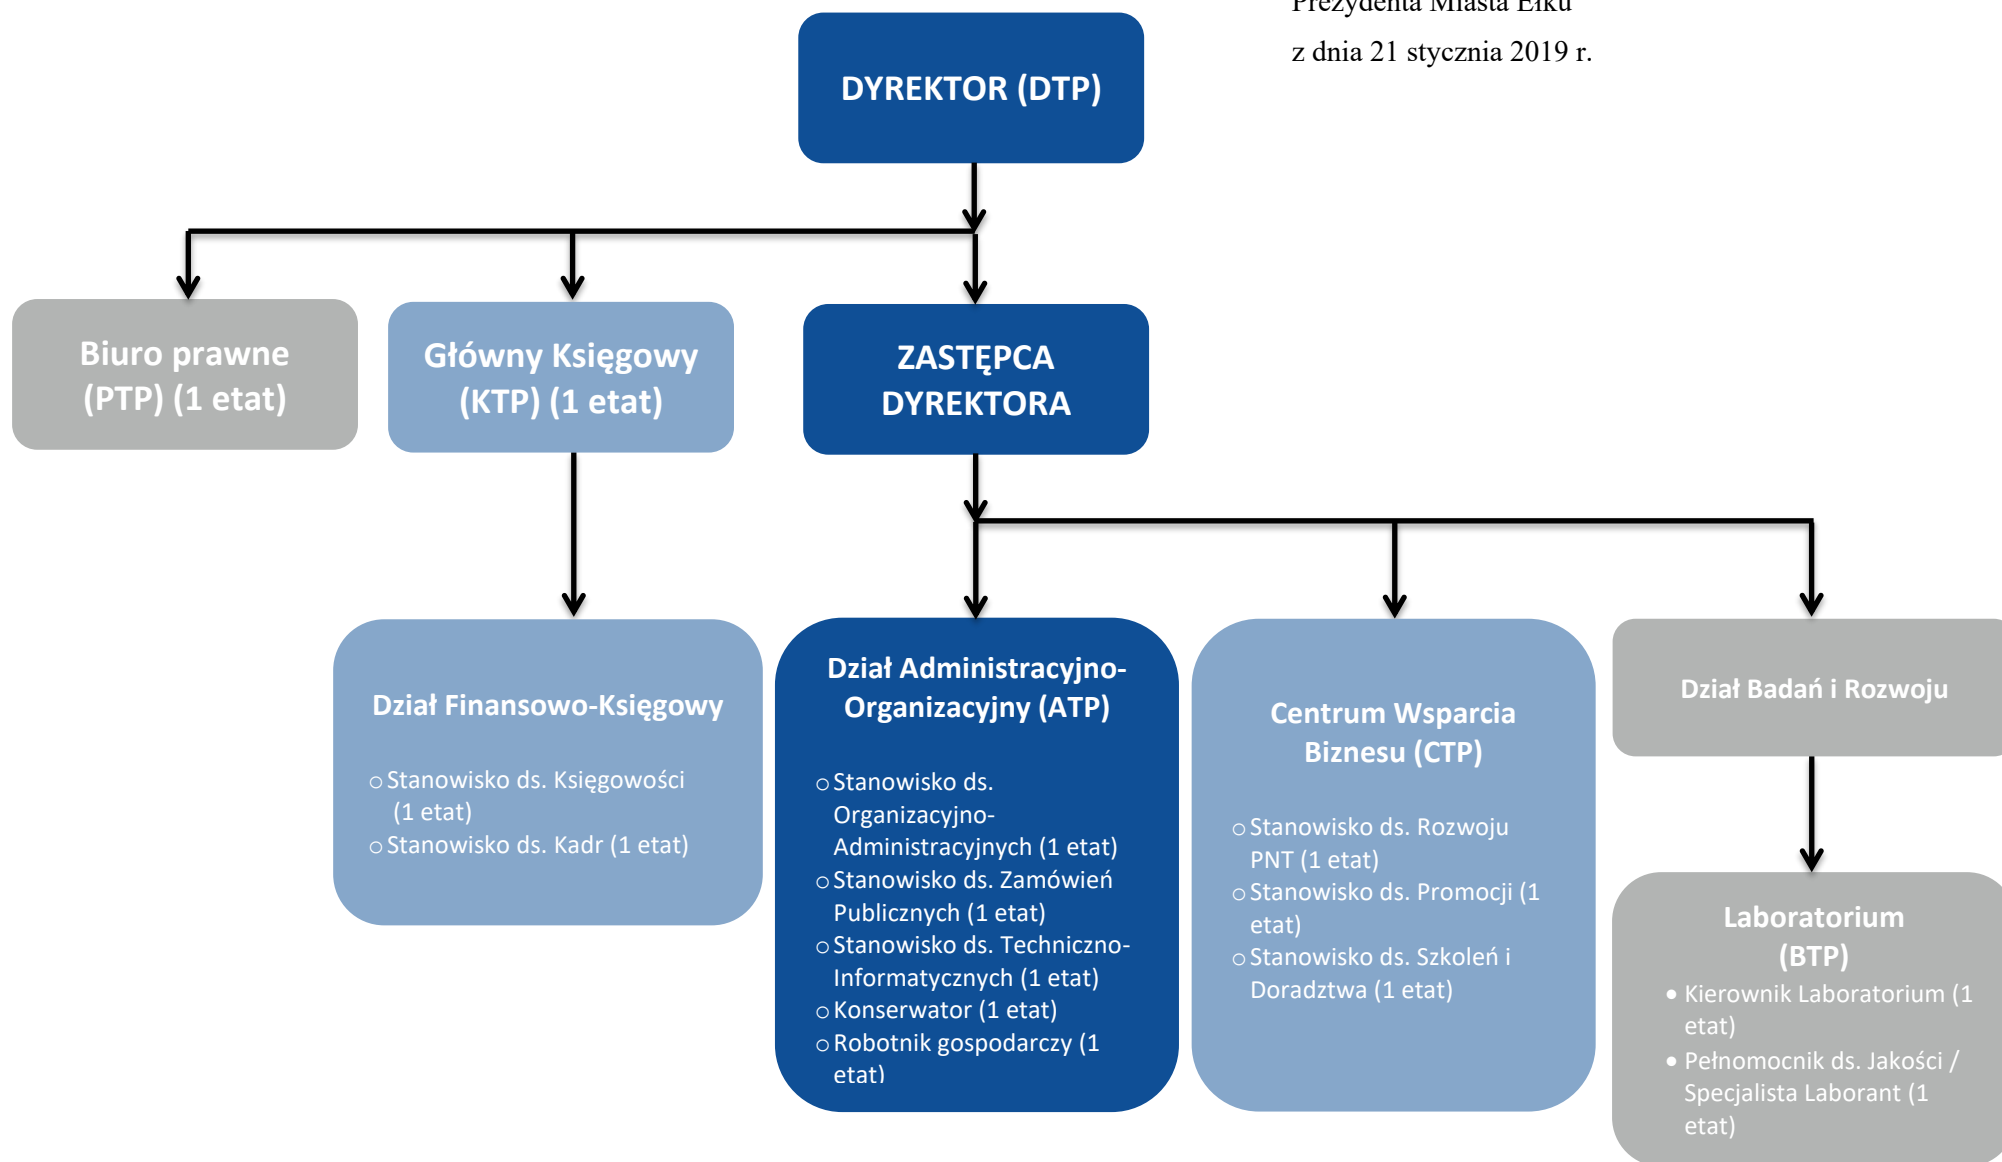 Prezydenta Miasta Ełku
z dnia 21 stycznia 2019 r.
DYREKTOR (DTP)
Biuro prawne
(PTP) (1 etat)
Główny Księgowy
(KTP) (1 etat)
ZASTĘPCA
DYREKTORA
Dział Finansowo-Księgowy
o Stanowisko ds. Księgowości
(1 etat)
o Stanowisko ds. Kadr (1 etat)
Dział Administracyjno-
Organizacyjny (ATP)
o Stanowisko ds.
Organizacyjno-
Administracyjnych (1 etat)
o Stanowisko ds. Zamówień
Publicznych (1 etat)
o Stanowisko ds. Techniczno-
Informatycznych (1 etat)
o Konserwator (1 etat)
o Robotnik gospodarczy (1
etat)
Centrum Wsparcia
Biznesu (CTP)
o Stanowisko ds. Rozwoju
PNT (1 etat)
o Stanowisko ds. Promocji (1
etat)
o Stanowisko ds. Szkoleń i
Doradztwa (1 etat)
Dział Badań i Rozwoju
Laboratorium
(BTP)
• Kierownik Laboratorium (1
etat)
• Pełnomocnik ds. Jakości /
Specjalista Laborant (1
etat)